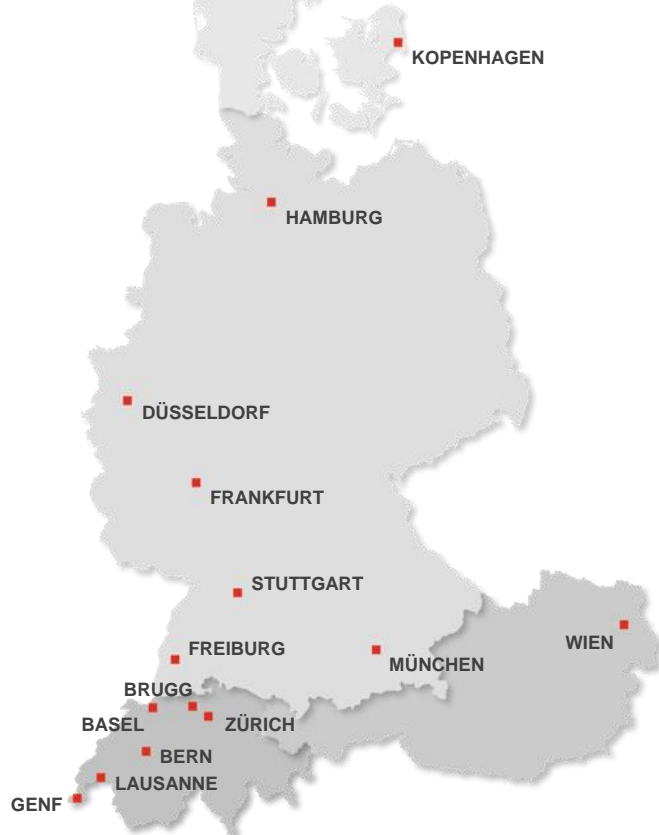 KOPENHAGEN
HAMBURG
DÜSSELDORF
FRANKFURT
STUTTGART
WIEN
FREIBURG
MÜNCHEN
BRUGG
BASEL
ZÜRICH
BERN
LAUSANNE
GENF